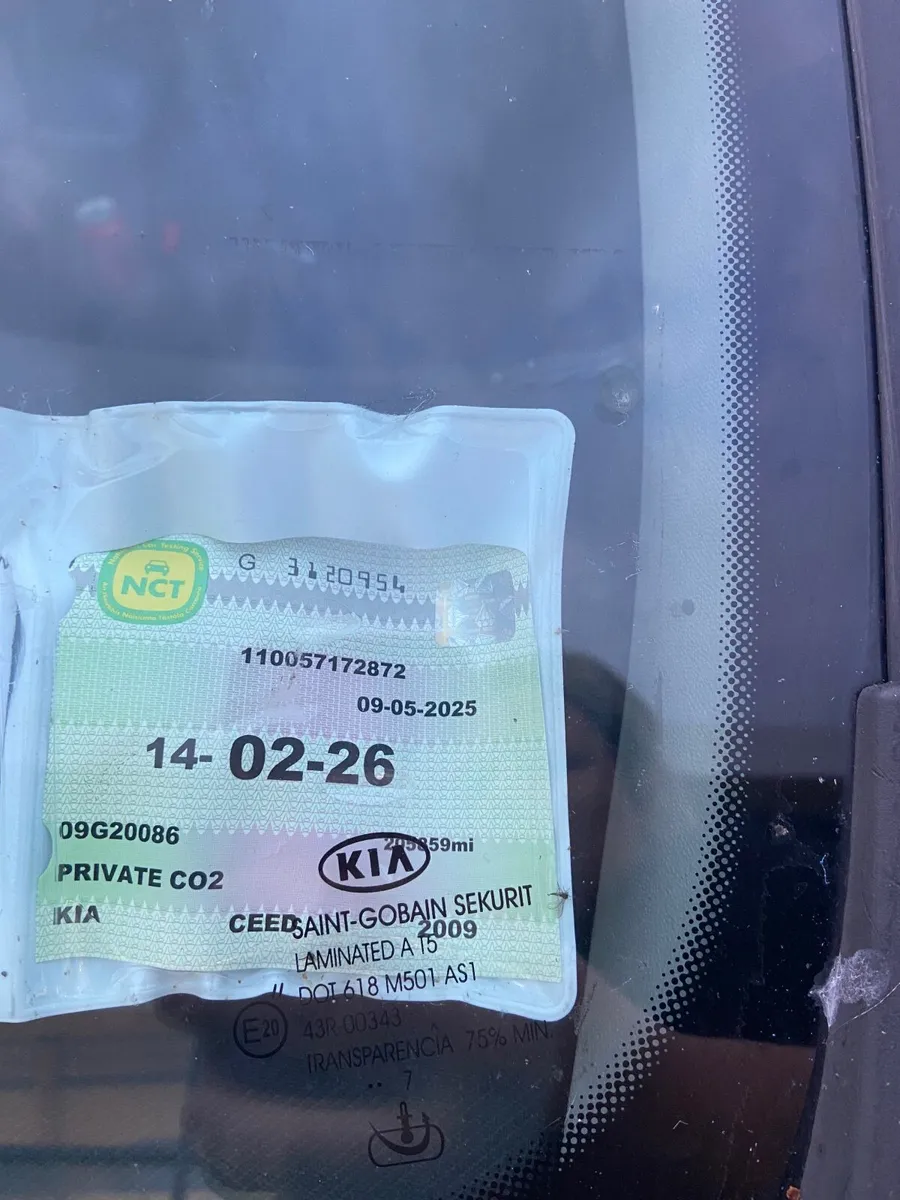 NCT
G 3120954
110057172872
09-05-2025
14- 02-26
09G20086
mi
PRIVATE CO2
KIA
KIA
CEED
2009
SAINT-GOBAIN SEKURIT
LAMINATED A T5
DOT 618 M501 AS1
E20
43R-00343
TRANSPARENCIA 75% MIN.
.. 7